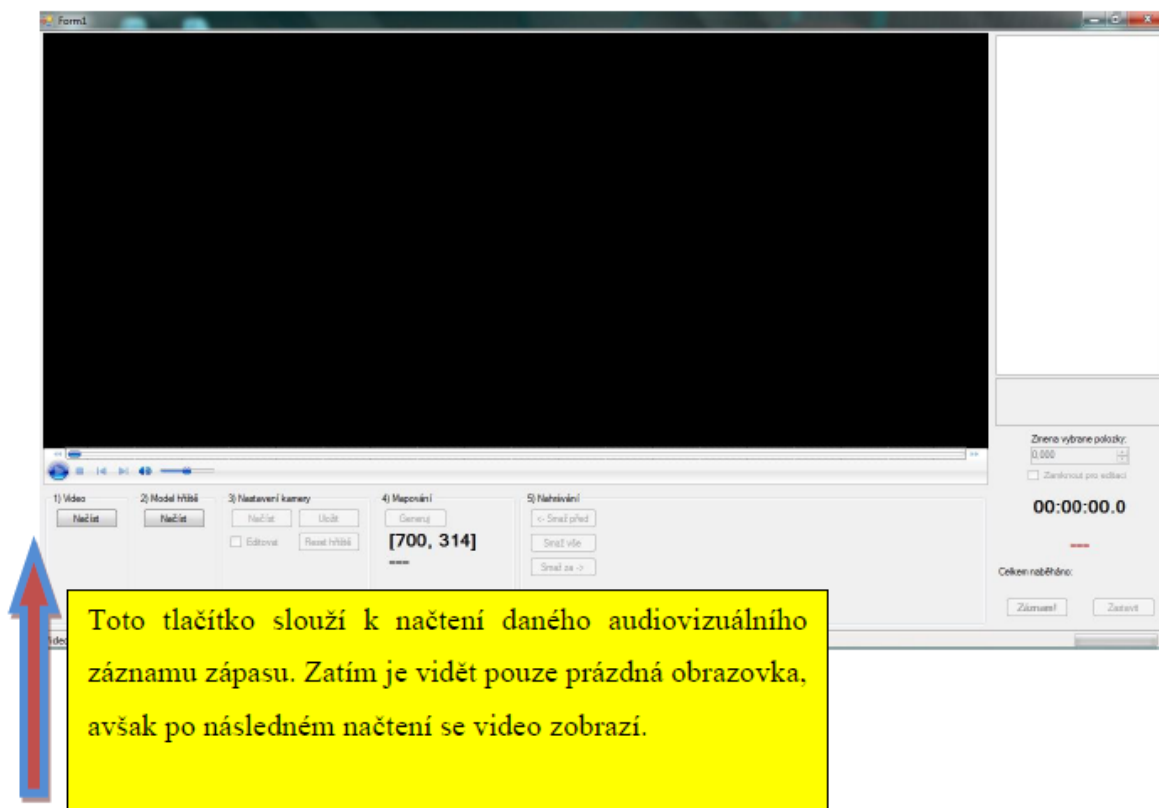 Form1
Zmena vybrane polozky:
0,000
Zamknout pro editaci
00:00:00.0
---
Celkem naběháno:
Záznam!
Zastavit
1) Video
Načíst
2) Model hřiště
Načíst
3) Nastavení kamery
Načíst
Uložit
Editovat
Reset hřiště
4) Mapování
Generuj
[700, 314]
---
5) Nahrávání
<- Smaž před
Smaž vše
Smaž za ->
Toto tlačítko slouží k načtení daného audiovizuálního
záznamu zápasu. Zatím je vidět pouze prázdná obrazovka,
avšak po následném načtení se video zobrazí.